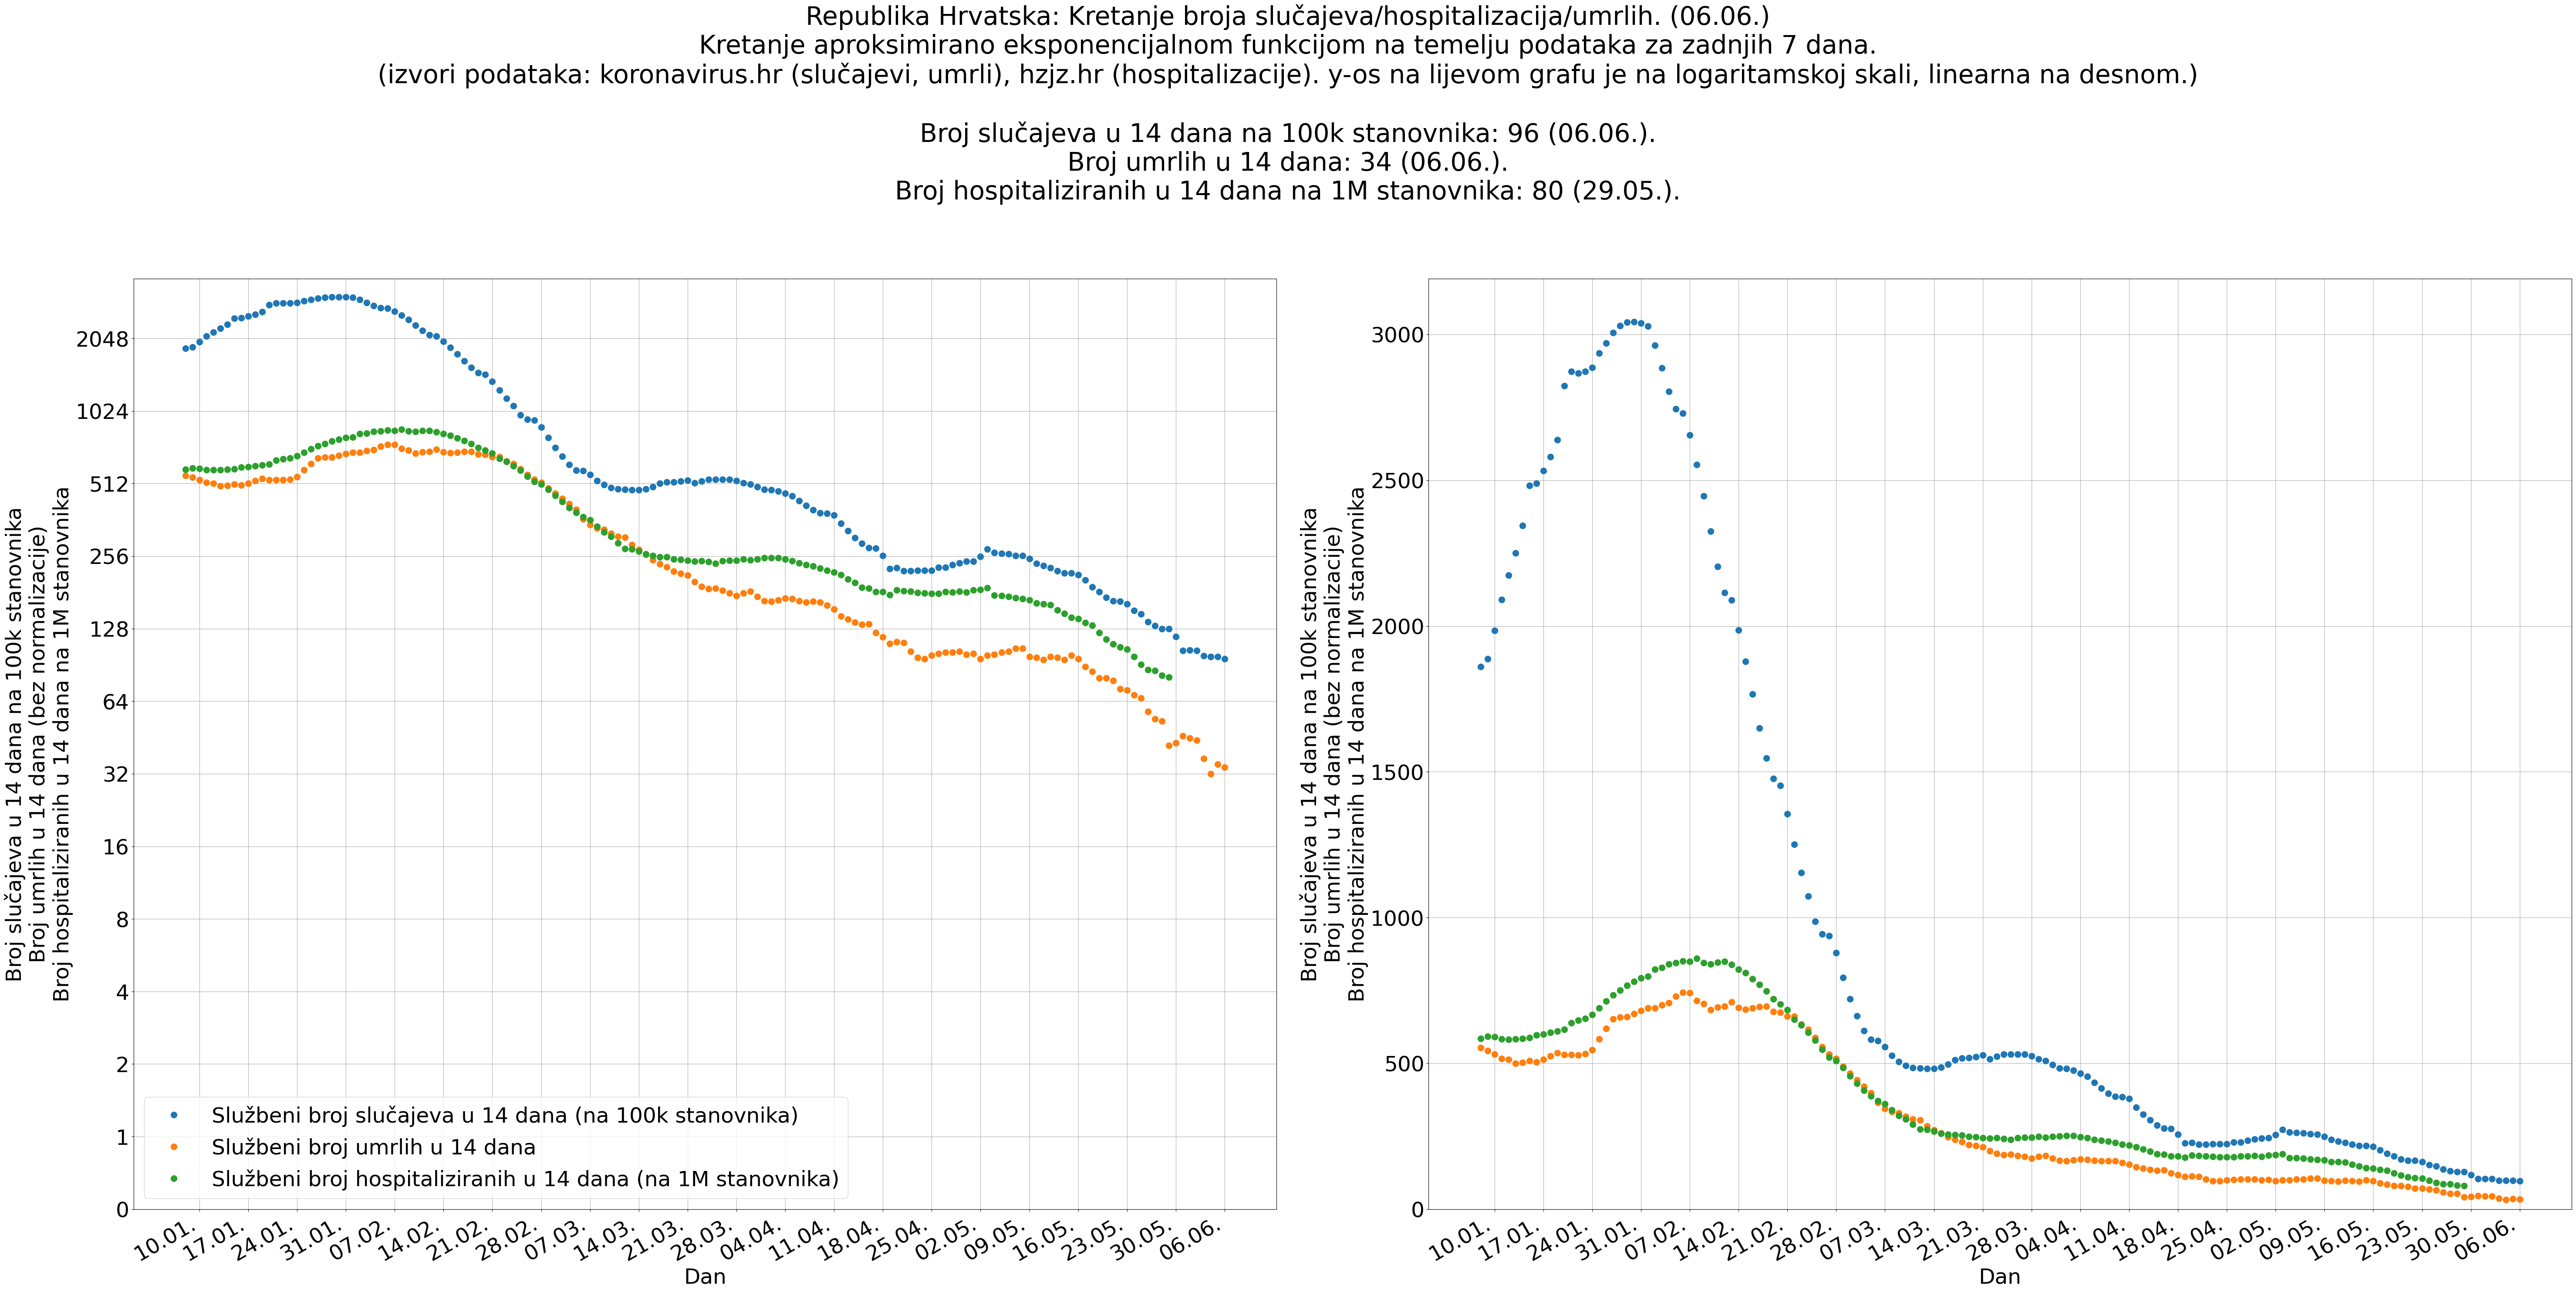 Republika Hrvatska: Kretanje broja slučajeva/hospitalizacija/umrlih. (06.06.)
Kretanje aproksimirano eksponencijalnom funkcijom na temelju podataka za zadnjih 7 dana.
(izvori podataka: koronavirus.hr (slučajevi, umrli), hzjz.hr (hospitalizacije). y-os na lijevom grafu je na logaritamskoj skali, linearna na desnom.)
Broj slučajeva u 14 dana na 100k stanovnika: 96 (06.06.).
Broj umrlih u 14 dana: 34 (06.06.).
Broj hospitaliziranih u 14 dana na 1M stanovnika: 80 (29.05.).
Broj slučajeva u 14 dana na 100k stanovnika
Broj umrlih u 14 dana (bez normalizacije)
Broj hospitaliziranih u 14 dana na 1M stanovnika
2048
1024
512
256
128
64
32
16
8
4
2
1
0
Službeni broj slučajeva u 14 dana (na 100k stanovnika)
Službeni broj umrlih u 14 dana
Službeni broj hospitaliziranih u 14 dana (na 1M stanovnika)
10.01. 17.01. 24.01. 31.01. 07.02. 14.02. 21.02. 28.02. 07.03. 14.03. 21.03. 28.03. 04.04. 11.04. 18.04. 25.04. 02.05. 09.05. 16.05. 23.05. 30.05. 06.06.
Dan
Broj slučajeva u 14 dana na 100k stanovnika
Broj umrlih u 14 dana (bez normalizacije)
Broj hospitaliziranih u 14 dana na 1M stanovnika
3000
2500
2000
1500
1000
500
0
10.01. 17.01. 24.01. 31.01. 07.02. 14.02. 21.02. 28.02. 07.03. 14.03. 21.03. 28.03. 04.04. 11.04. 18.04. 25.04. 02.05. 09.05. 16.05. 23.05. 30.05. 06.06.
Dan